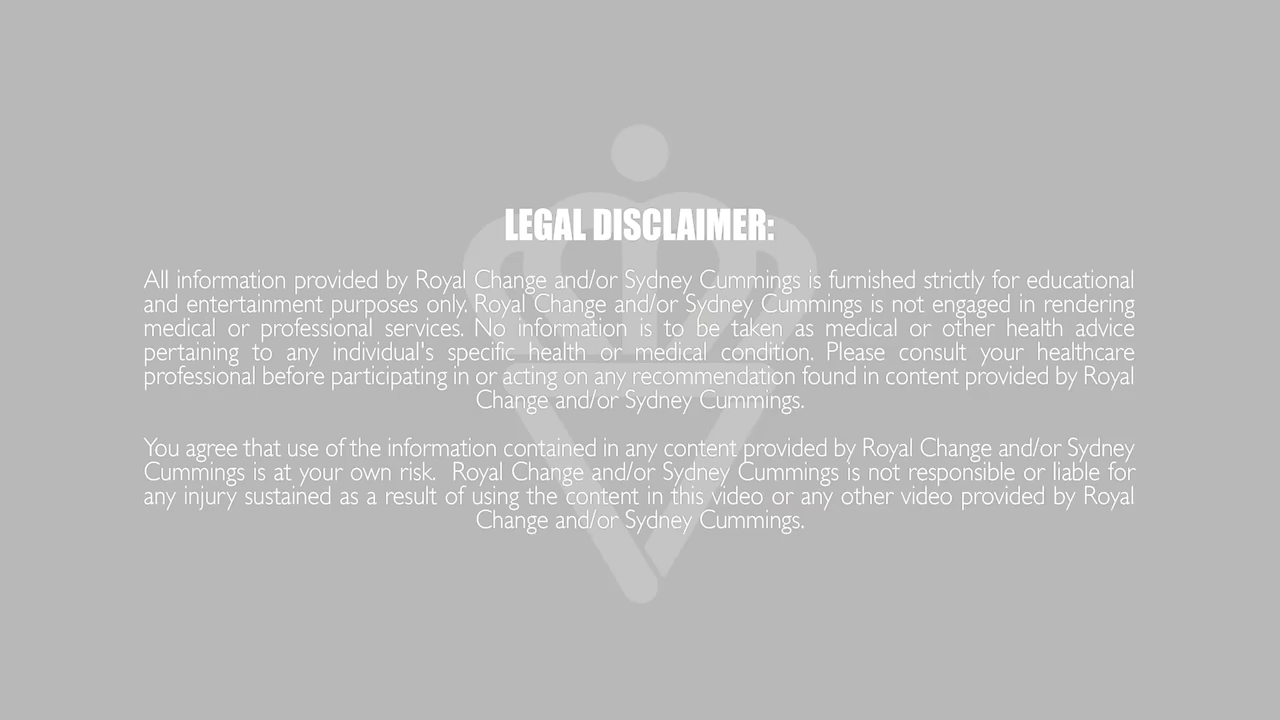 LEGAL DISCLAIMER:
All information provided by Royal Change and/or Sydney Cummings is furnished strictly for educational
and entertainment purposes only. Royal Change and/or Sydney Cummings is not engaged in rendering
medical or professional services. No information is to be taken as medical or other health advice
pertaining to any individual's specific health or medical condition. Please consult your healthcare
professional before participating in or acting on any recommendation found in content provided by Royal
Change and/or Sydney Cummings.
You agree that use of the information contained in any content provided by Royal Change and/or Sydney
Cummings is at your own risk.  Royal Change and/or Sydney Cummings is not responsible or liable for
any injury sustained as a result of using the content in this video or any other video provided by Royal
Change and/or Sydney Cummings.